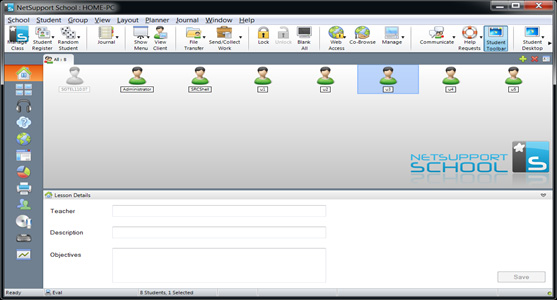 NetSupport School : HOME-PC
School Student Group View Layout Planner Journal Window Help
Class
Student Register
Random Student
Journal
Show Menu
View Client
File Transfer
Send/Collect Work
Lock
Unlock
Blank All
Web Access
Co-Browse
Manage
Communicate
Help Requests
Student Toolbar
Student Desktop
All : 8
Administrator
SRCShell
u1
u2
u3
u4
u5
NETSUPPORT
SCHOOL
Lesson Details
Teacher
Description
Objectives
Save
Ready
Eval
8 Students, 1 Selected